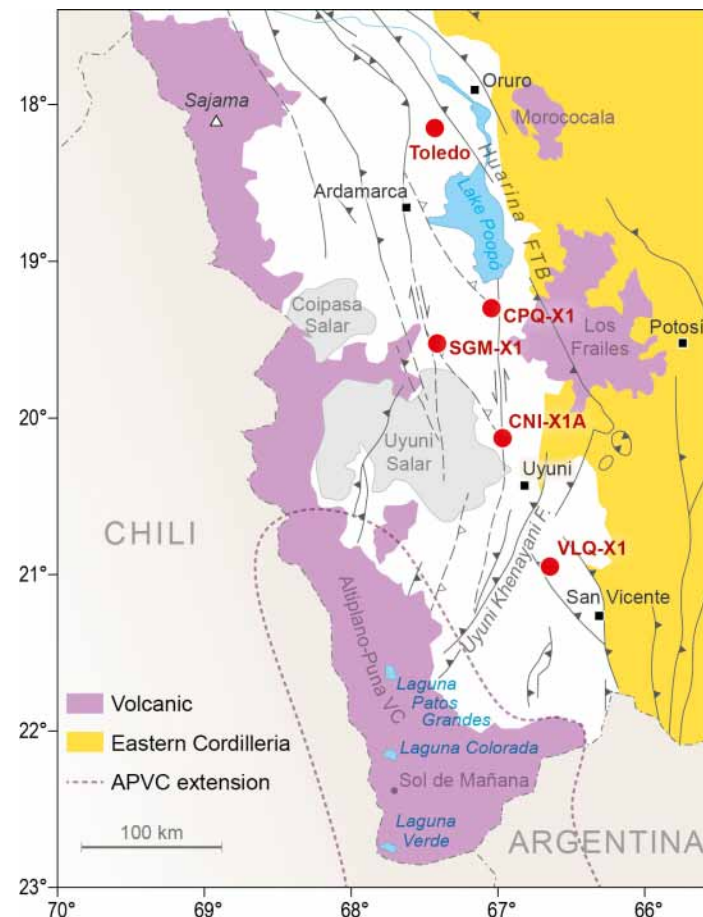 18°
19°
20°
21°
22°
23°
70°
69°
68°
67°
66°
Sajama
Oruro
Morococala
Toledo
Huarina FTB
Ardamarca
Lake Poopó
Coipasa
Salar
CPQ-X1
SGM-X1
Los
Frailes
Potosi
CNI-X1A
Uyuni
Salar
Uyuni
CHILI
VLQ-X1
Uyuni Khenayani F.
San Vicente
Altiplano-Puna VC
Laguna
Patos
Grandes
Laguna Colorada
Sol de Mañana
Laguna
Verde
ARGENTINA
Volcanic
Eastern Cordilleria
APVC extension
100 km